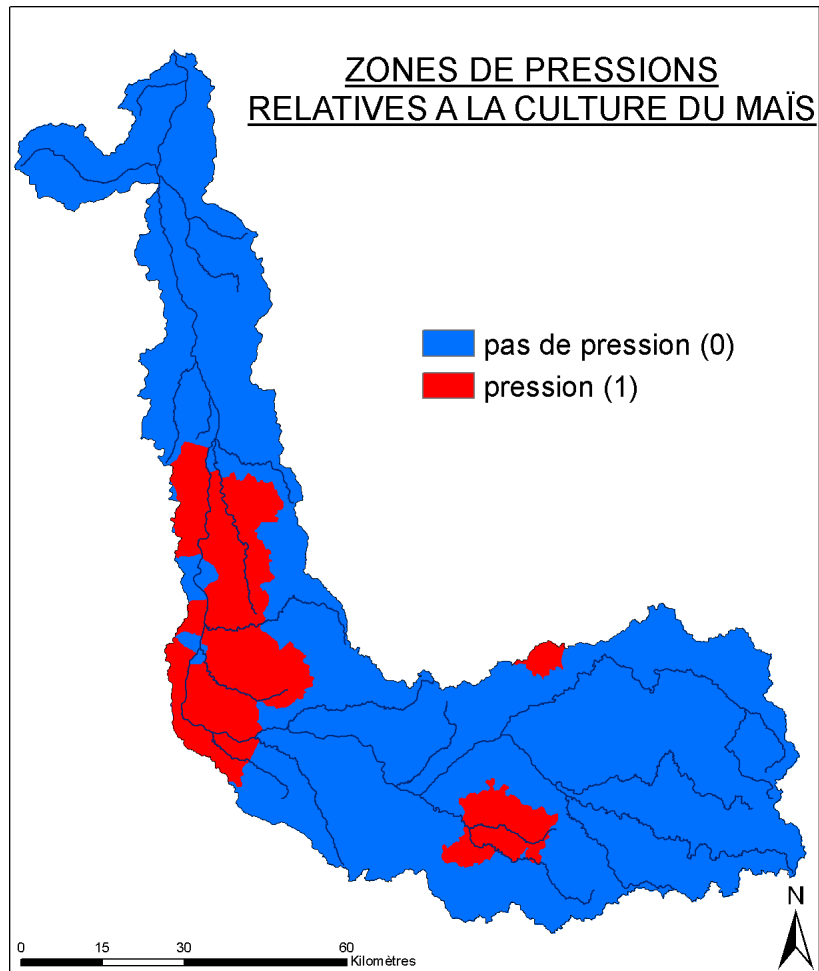 ZONES DE PRESSIONS
RELATIVES A LA CULTURE DU MAÏS
pas de pression (0)
pression (1)
N
0 15 30 60
Kilomètres